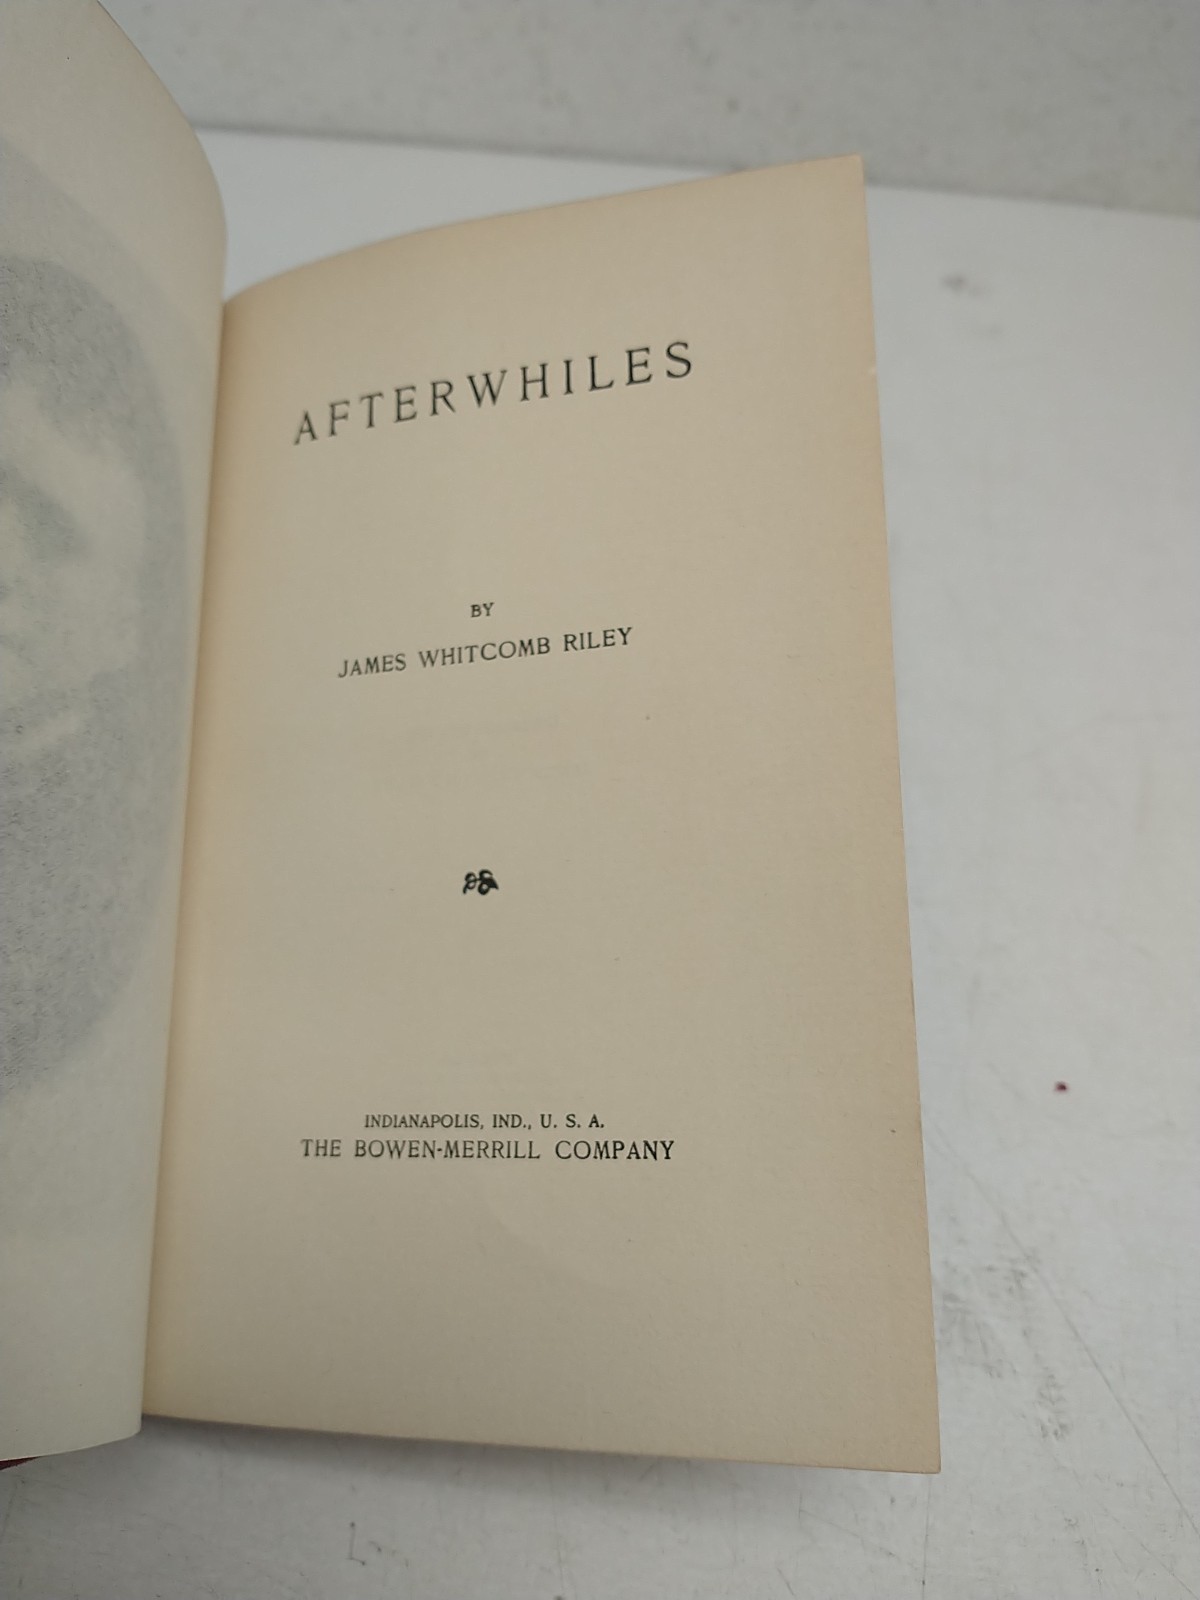 AFTERWHILES
BY
JAMES WHITCOMB RILEY
INDIANAPOLIS, IND., U. S. A.
THE BOWEN-MERRILL COMPANY